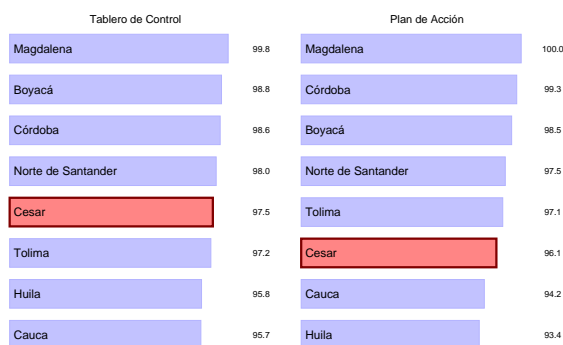 Tablero de Control
Magdalena 99.8
Boyacá 98.8
Córdoba 98.6
Norte de Santander 98.0
Cesar 97.5
Tolima 97.2
Huila 95.8
Cauca 95.7
Plan de Acción
Magdalena 100.0
Córdoba 99.3
Boyacá 98.5
Norte de Santander 97.5
Tolima 97.1
Cesar 96.1
Cauca 94.2
Huila 93.4